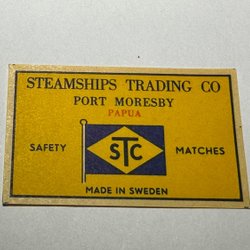 STEAMSHIPS TRADING CO
PORT MORESBY
PAPUA
STC
SAFETY MATCHES
MADE IN SWEDEN